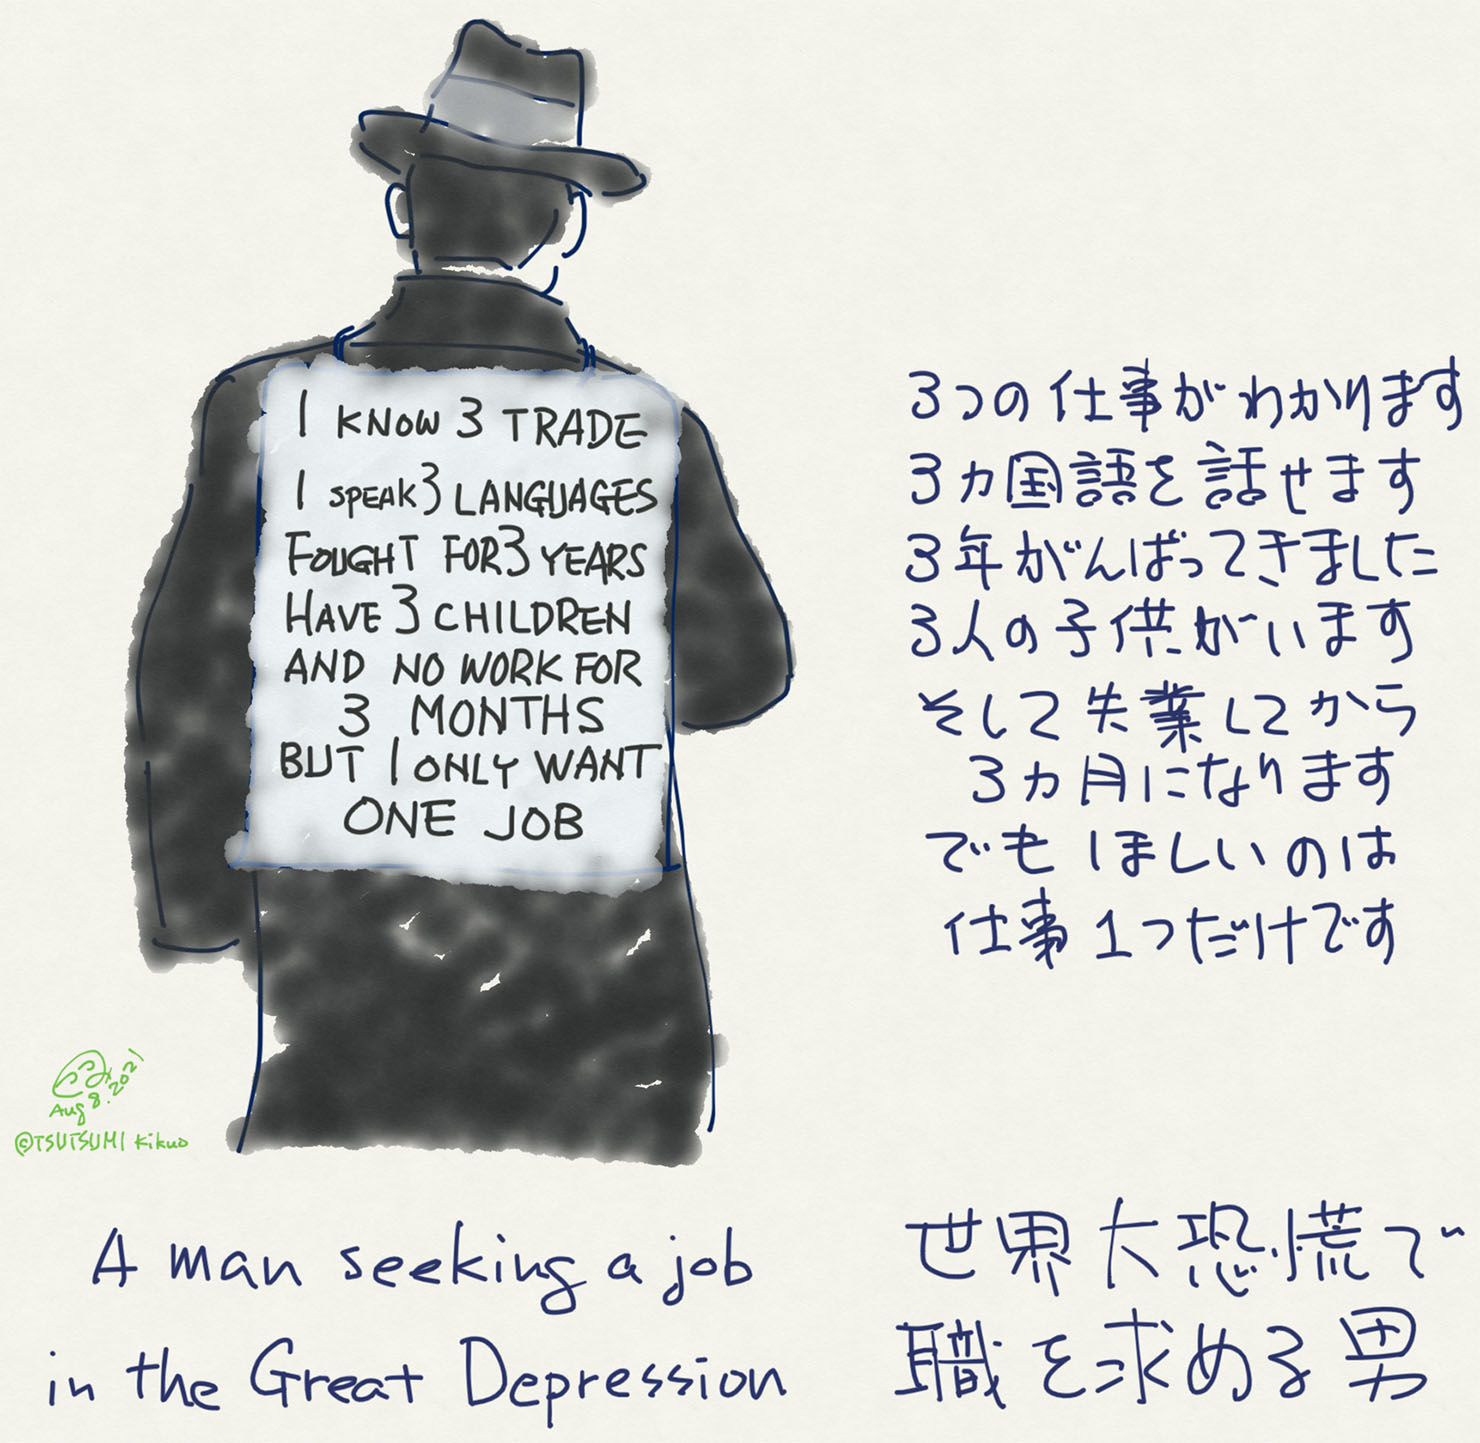 I KNOW 3 TRADE
I SPEAK 3 LANGUAGES
FOUGHT FOR 3 YEARS
HAVE 3 CHILDREN
AND NO WORK FOR
3 MONTHS
BUT I ONLY WANT
ONE JOB
3つの仕事がわかります
3ヵ国語を話せます
3年がんばってきました
3人の子供がいます
そして失業してから
3ヵ月になります
でもほしいのは
仕事1つだけです
Aug 8. 2021
©TSUTSUMI Kikuo
A man seeking a job
in the Great Depression
世界大恐慌で
職を求める男